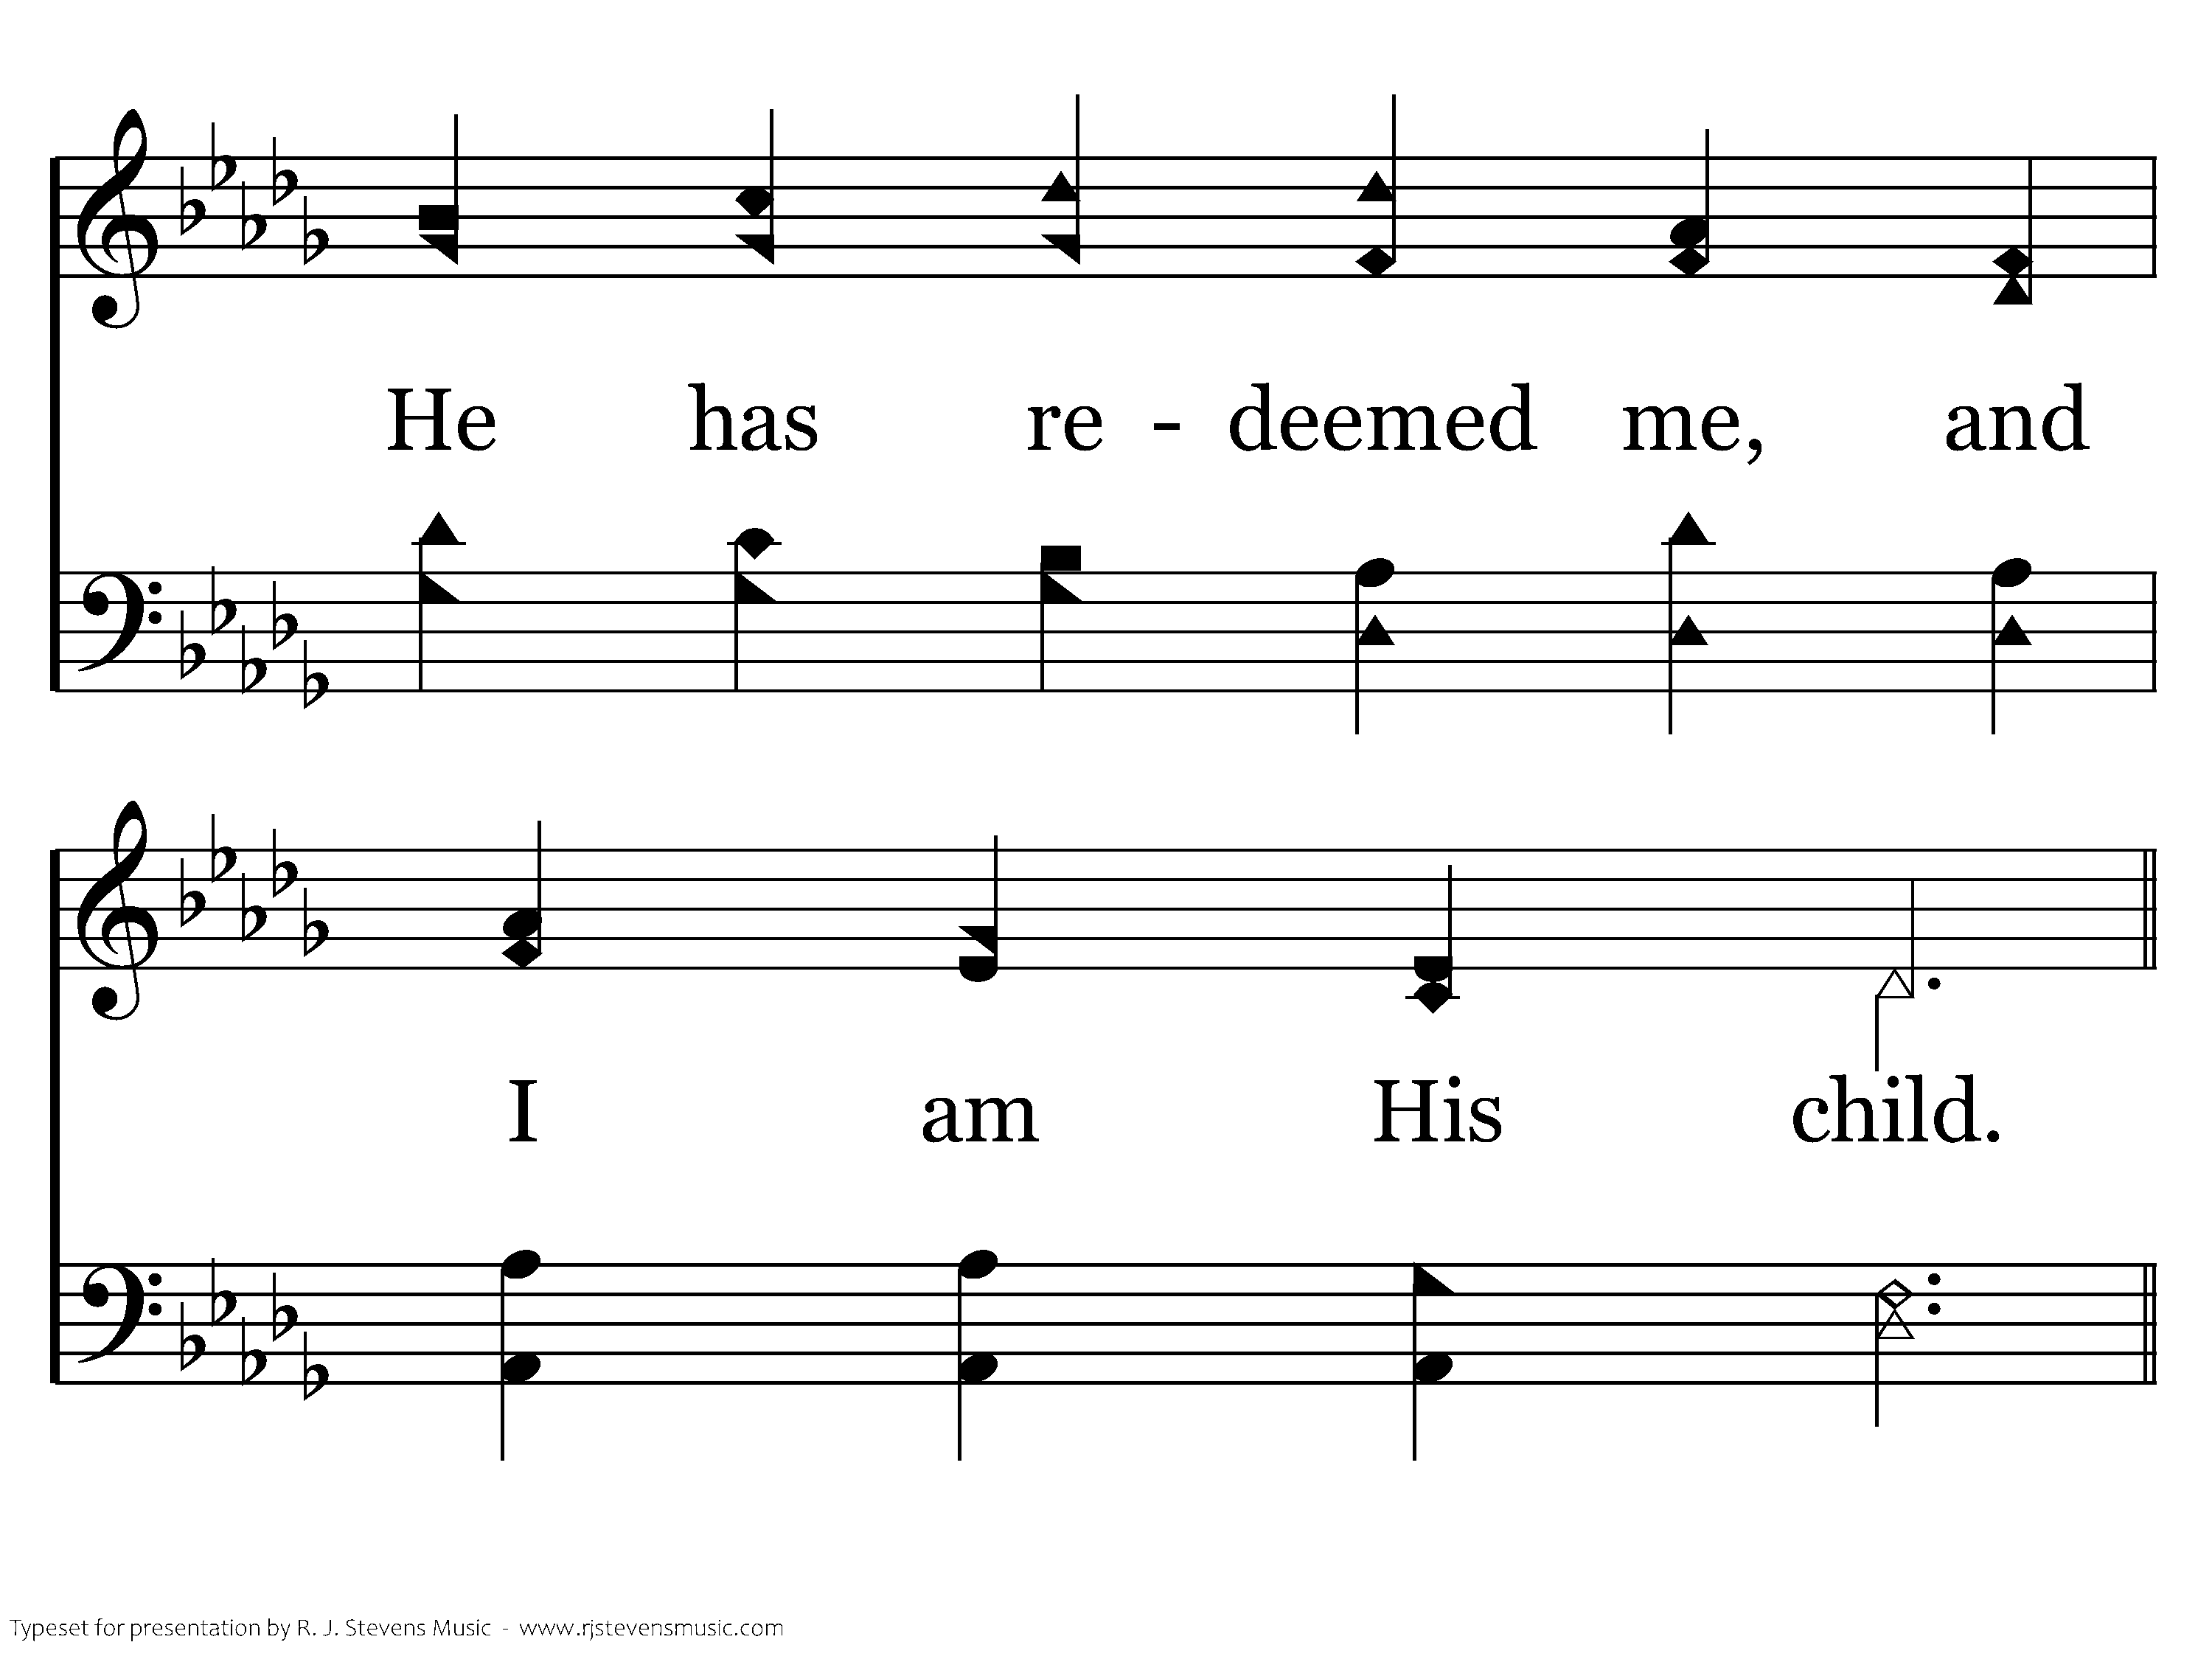 He has re - deemed me, and
I am His child.
Typeset for presentation by R. J. Stevens Music - www.rjstevensmusic.com